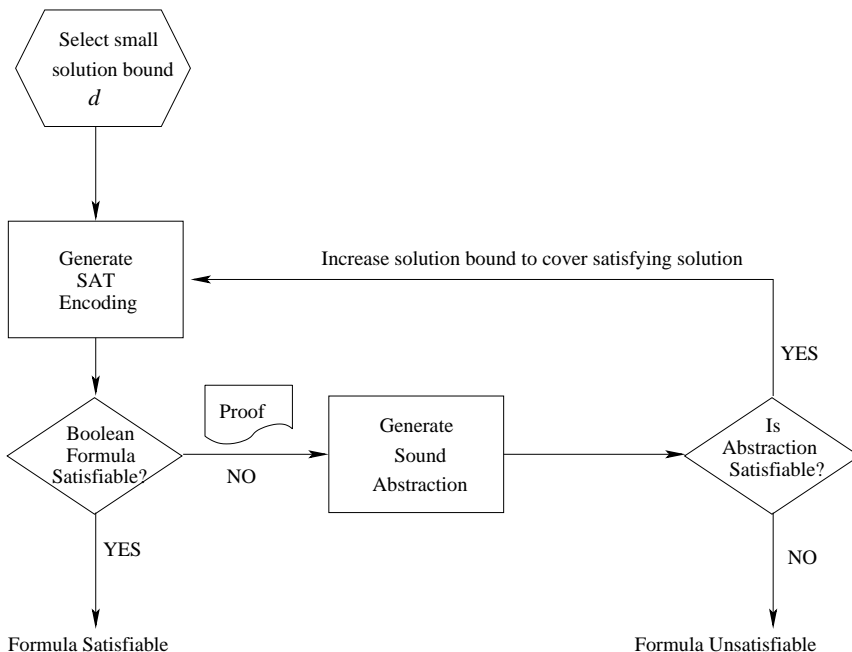 Select small
solution bound
d
Generate
SAT
Encoding
Increase solution bound to cover satisfying solution
YES
Boolean
Formula
Satisfiable?
Proof
NO
Generate
Sound
Abstraction
Is
Abstraction
Satisfiable?
YES
NO
Formula Satisfiable
Formula Unsatisfiable